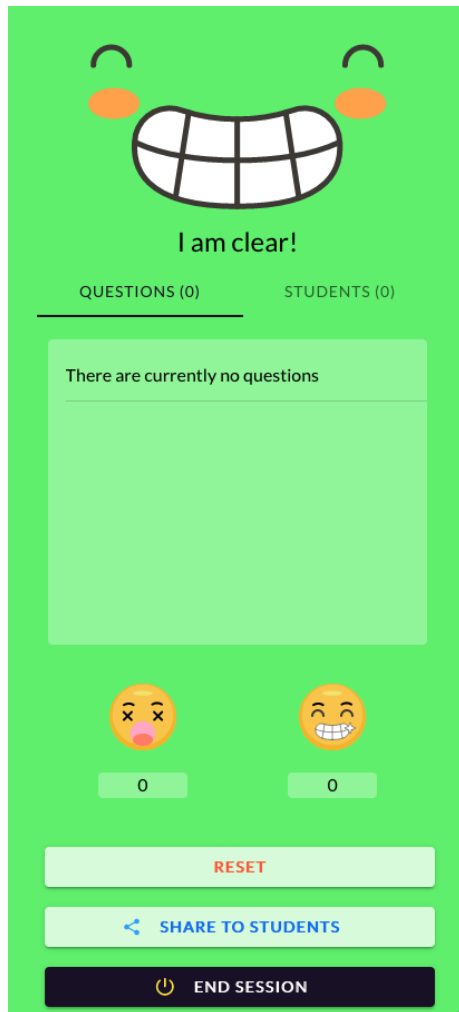 I am clear!
QUESTIONS (0) STUDENTS (0)
There are currently no questions
0 0
RESET
SHARE TO STUDENTS
END SESSION